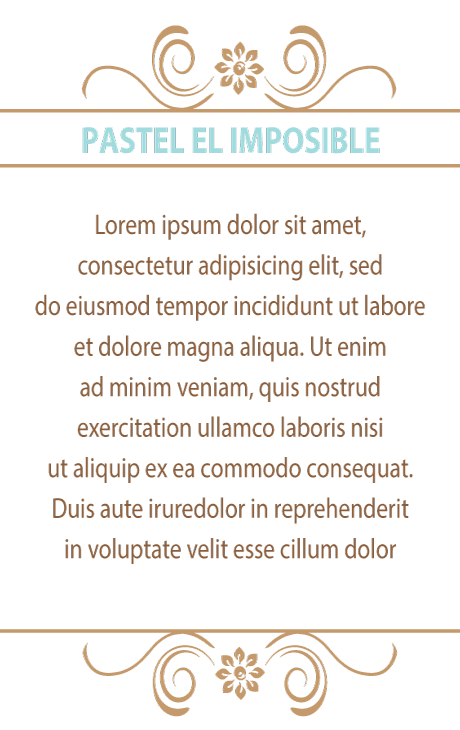 PASTEL EL IMPOSIBLE
Lorem ipsum dolor sit amet,
consectetur adipisicing elit, sed
do eiusmod tempor incididunt ut labore
et dolore magna aliqua. Ut enim
ad minim veniam, quis nostrud
exercitation ullamco laboris nisi
ut aliquip ex ea commodo consequat.
Duis aute iruredolor in reprehenderit
in voluptate velit esse cillum dolor